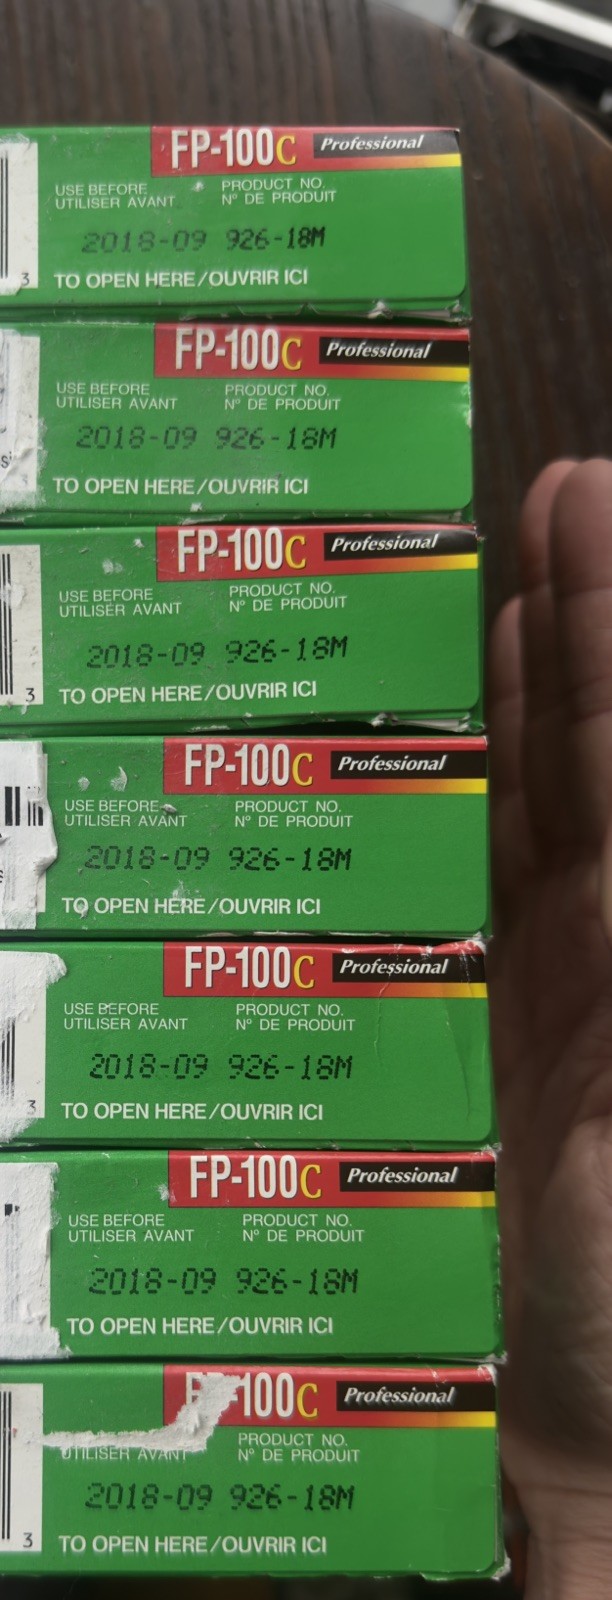 FP-100C Professional
USE BEFORE PRODUCT NO.
UTILISER AVANT Nº DE PRODUIT
2018-09 926-18M
3
TO OPEN HERE/OUVRIR ICI
FP-100C Professional
USE BEFORE PRODUCT NO.
UTILISER AVANT Nº DE PRODUIT
2018-09 926-18M
TO OPEN HERE/OUVRIR ICI
FP-100C Professional
USE BEFORE PRODUCT NO.
UTILISER AVANT Nº DE PRODUIT
2018-09 926-18M
3 TO OPEN HERE/OUVRIR ICI
FP-100C Professional
USE BEFORE PRODUCT NO.
UTILISER AVANT Nº DE PRODUIT
2018-09 926-18M
TO OPEN HERE/OUVRIR ICI
FP-100C Professional
USE BEFORE PRODUCT NO.
UTILISER AVANT Nº DE PRODUIT
2018-09 926-18M
3 TO OPEN HERE/OUVRIR ICI
FP-100C Professional
USE BEFORE PRODUCT NO.
UTILISER AVANT Nº DE PRODUIT
2018-09 926-18M
TO OPEN HERE/OUVRIR ICI
100C Professional
PRODUCT NO.
UTILISER AVANT Nº DE PRODUIT
2018-09 926-18M
3 TO OPEN HERE/OUVRIR ICI